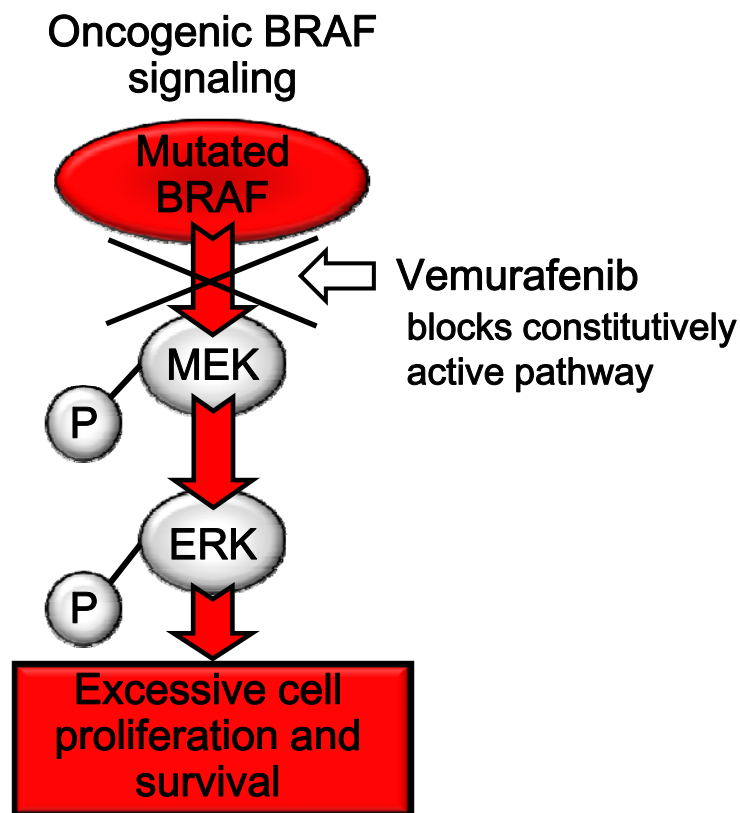 Oncogenic BRAF
signaling
Mutated
BRAF
Vemurafenib
blocks constitutively
active pathway
MEK
P
ERK
P
Excessive cell
proliferation and
survival